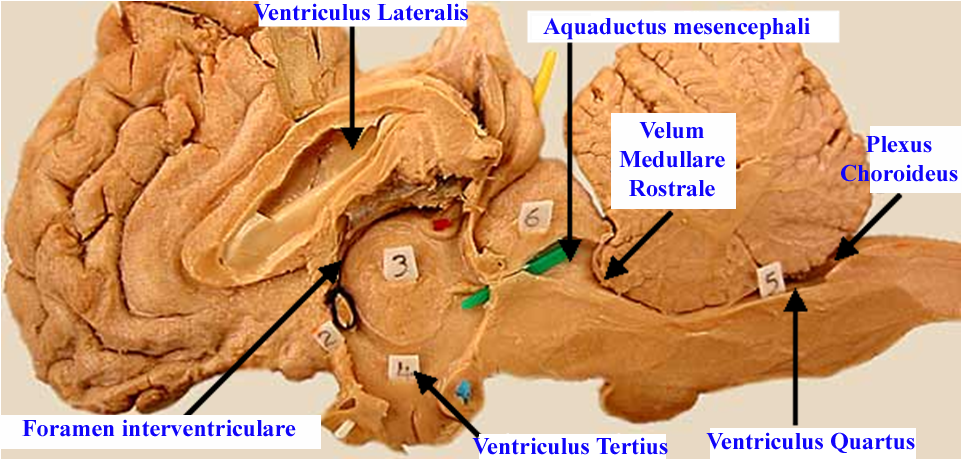 Ventriculus Lateralis
Aquaductus mesencephali
Velum
Medullare
Rostrale
Plexus
Choroideus
6
3
5
2
4
Foramen interventriculare
Ventriculus Tertius
Ventriculus Quartus